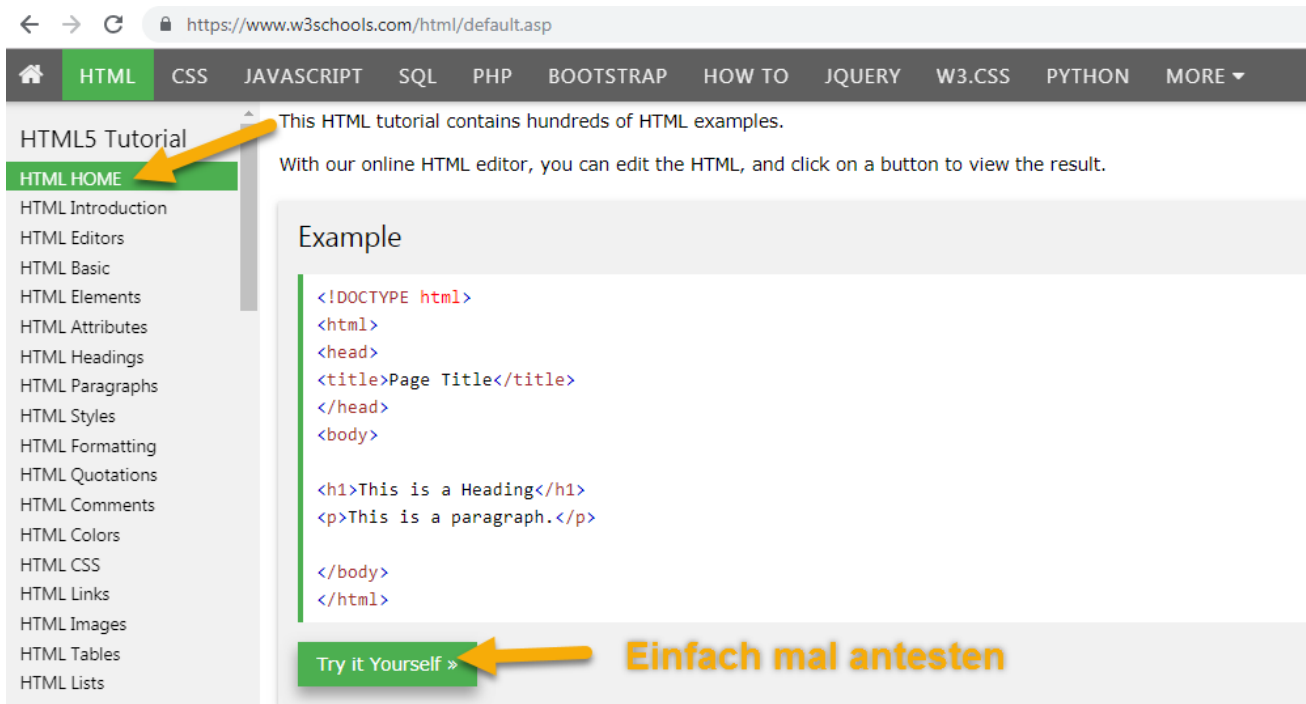 https://www.w3schools.com/html/default.asp
HTML CSS JAVASCRIPT SQL PHP BOOTSTRAP HOW TO JQUERY W3.CSS PYTHON MORE
HTML5 Tutorial
HTML HOME
HTML Introduction
HTML Editors
HTML Basic
HTML Elements
HTML Attributes
HTML Headings
HTML Paragraphs
HTML Styles
HTML Formatting
HTML Quotations
HTML Comments
HTML Colors
HTML CSS
HTML Links
HTML Images
HTML Tables
HTML Lists
This HTML tutorial contains hundreds of HTML examples.
With our online HTML editor, you can edit the HTML, and click on a button to view the result.
Example
<!DOCTYPE html>
<html>
<head>
<title>Page Title</title>
</head>
<body>
<h1>This is a Heading</h1>
<p>This is a paragraph.</p>
</body>
</html>
Try it Yourself »
Einfach mal antesten